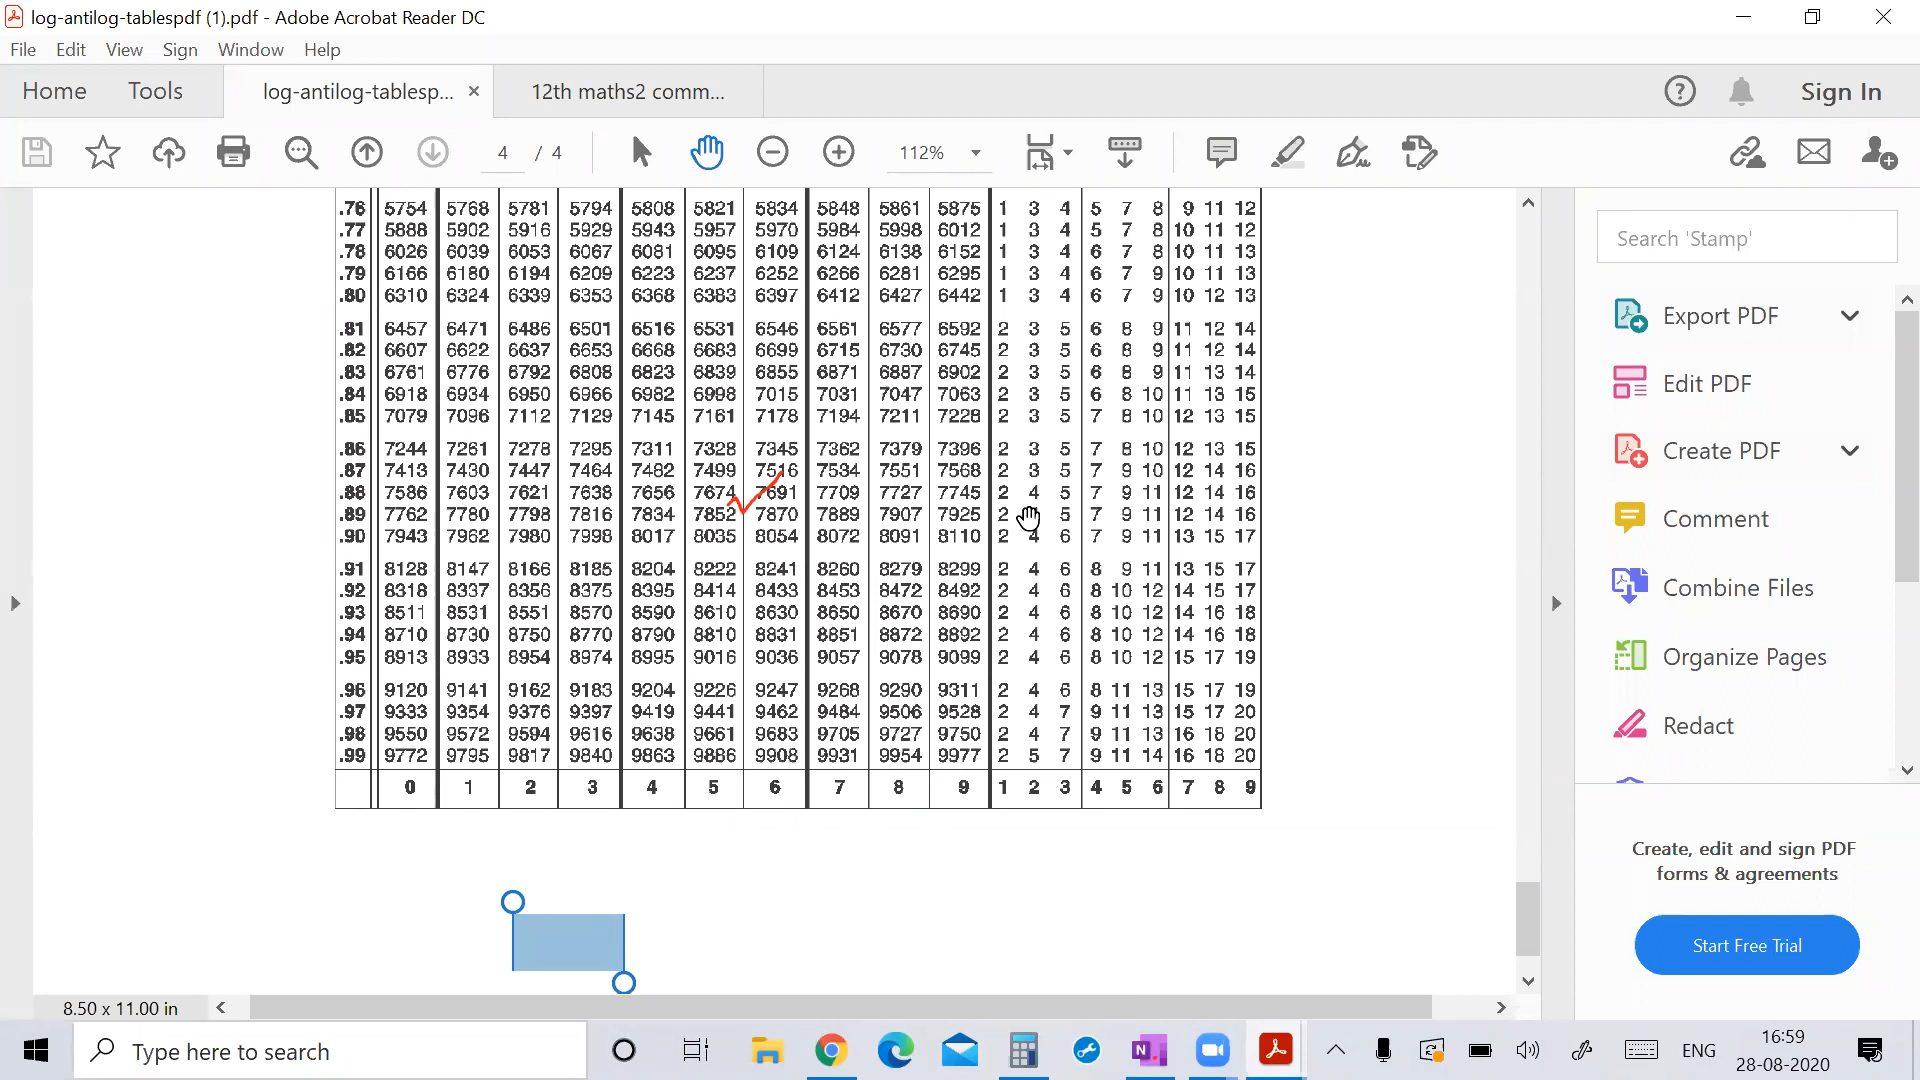 log-antilog-tablespdf (1).pdf - Adobe Acrobat Reader DC
File Edit View Sign Window Help
Home Tools log-antilog-tablesp... × 12th maths2 comm... Sign In
4 / 4 112%
.76 5754 5768 5781 5794 5808 5821 5834 5848 5861 5875 1 3 4 5 7 8 9 11 12
.77 5888 5902 5916 5929 5943 5957 5970 5984 5998 6012 1 3 4 5 7 8 10 11 12
.78 6026 6039 6053 6067 6081 6095 6109 6124 6138 6152 1 3 4 6 7 8 10 11 13
.79 6166 6180 6194 6209 6223 6237 6252 6266 6281 6295 1 3 4 6 7 9 10 11 13
.80 6310 6324 6339 6353 6368 6383 6397 6412 6427 6442 1 3 4 6 7 9 10 12 13
.81 6457 6471 6486 6501 6516 6531 6546 6561 6577 6592 2 3 5 6 8 9 11 12 14
.82 6607 6622 6637 6653 6668 6683 6699 6715 6730 6745 2 3 5 6 8 9 11 12 14
.83 6761 6776 6792 6808 6823 6839 6855 6871 6887 6902 2 3 5 6 8 9 11 13 14
.84 6918 6934 6950 6966 6982 6998 7015 7031 7047 7063 2 3 5 6 8 10 11 13 15
.85 7079 7096 7112 7129 7145 7161 7178 7194 7211 7228 2 3 5 7 8 10 12 13 15
.86 7244 7261 7278 7295 7311 7328 7345 7362 7379 7396 2 3 5 7 8 10 12 13 15
.87 7413 7430 7447 7464 7482 7499 7516 7534 7551 7568 2 3 5 7 9 10 12 14 16
.88 7586 7603 7621 7638 7656 7674 7691 7709 7727 7745 2 4 5 7 9 11 12 14 16
.89 7762 7780 7798 7816 7834 7852 7870 7889 7907 7925 2 5 7 9 11 12 14 16
.90 7943 7962 7980 7998 8017 8035 8054 8072 8091 8110 2 4 6 7 9 11 13 15 17
.91 8128 8147 8166 8185 8204 8222 8241 8260 8279 8299 2 4 6 8 9 11 13 15 17
.92 8318 8337 8356 8375 8395 8414 8433 8453 8472 8492 2 4 6 8 10 12 14 15 17
.93 8511 8531 8551 8570 8590 8610 8630 8650 8670 8690 2 4 6 8 10 12 14 16 18
.94 8710 8730 8750 8770 8790 8810 8831 8851 8872 8892 2 4 6 8 10 12 14 16 18
.95 8913 8933 8954 8974 8995 9016 9036 9057 9078 9099 2 4 6 8 10 12 15 17 19
.96 9120 9141 9162 9183 9204 9226 9247 9268 9290 9311 2 4 6 8 11 13 15 17 19
.97 9333 9354 9376 9397 9419 9441 9462 9484 9506 9528 2 4 7 9 11 13 15 17 20
.98 9550 9572 9594 9616 9638 9661 9683 9705 9727 9750 2 4 7 9 11 13 16 18 20
.99 9772 9795 9817 9840 9863 9886 9908 9931 9954 9977 2 5 7 9 11 14 16 18 20
0 1 2 3 4 5 6 7 8 9 1 2 3 4 5 6 7 8 9
8.50 x 11.00 in
Search 'Stamp'
Export PDF
Edit PDF
Create PDF
Comment
Combine Files
Organize Pages
Redact
Create, edit and sign PDF
forms & agreements
Start Free Trial
Type here to search
ENG
16:59
28-08-2020